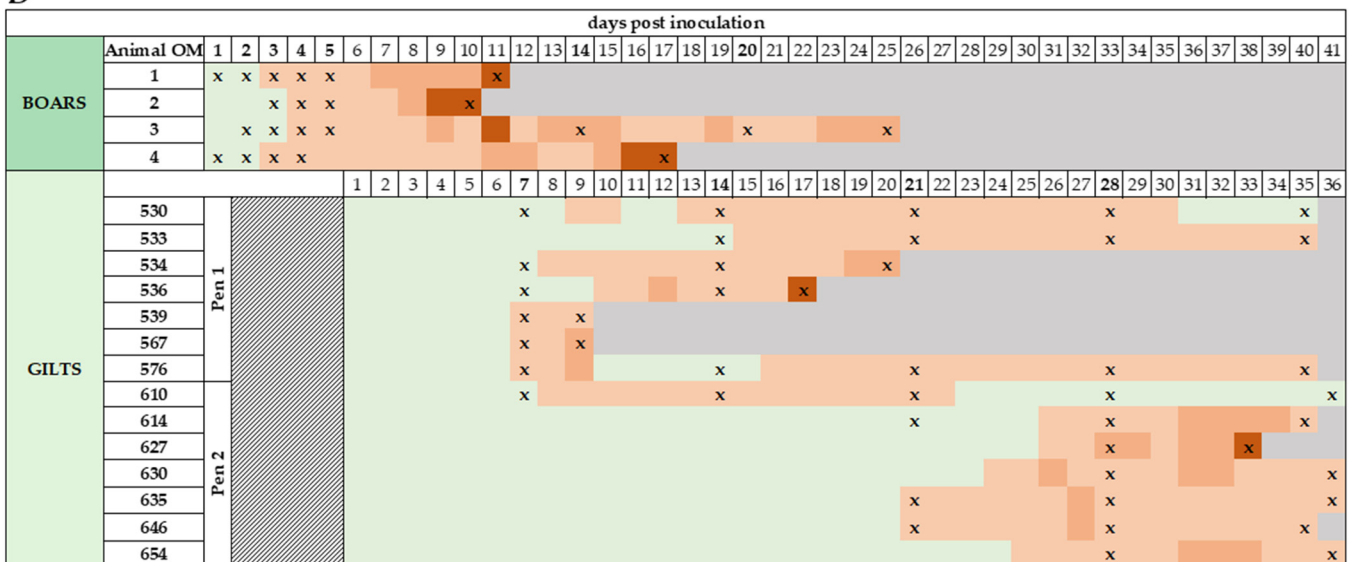 days post inoculation
Animal OM 1 2 3 4 5 6 7 8 9 10 11 12 13 14 15 16 17 18 19 20 21 22 23 24 25 26 27 28 29 30 31 32 33 34 35 36 37 38 39 40 41
BOARS
1 x x x x x x
2 x x x x
3 x x x x x x x
4 x x x x x
GILTS
1 2 3 4 5 6 7 8 9 10 11 12 13 14 15 16 17 18 19 20 21 22 23 24 25 26 27 28 29 30 31 32 33 34 35 36
Pen 1
530 x x x x x
533 x x x x
534 x x x
536 x x x
539 x x
567 x x
576 x x x x x
Pen 2
610 x x x x x
614 x x x
627 x x
630 x x
635 x x x
646 x x x
654 x x